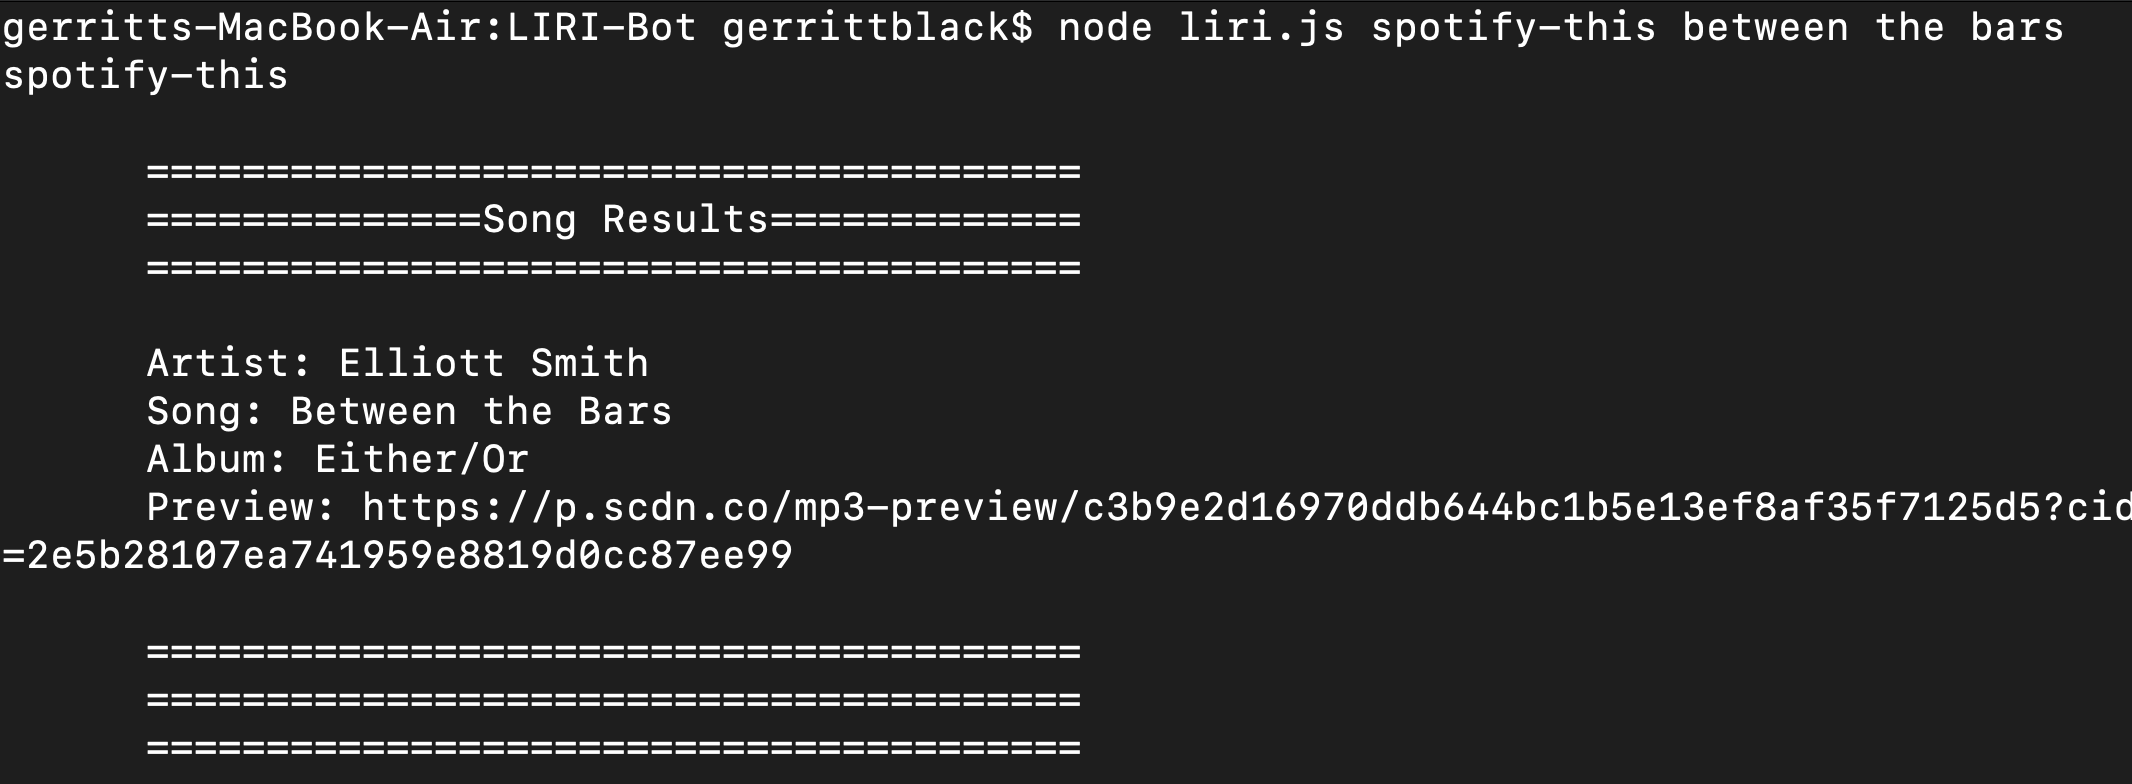 gerritts-MacBook-Air:LIRI-Bot gerrittblack$ node liri.js spotify-this between the bars
spotify-this
=======================================
==============Song Results=============
=======================================
Artist: Elliott Smith
Song: Between the Bars
Album: Either/Or
Preview: https://p.scdn.co/mp3-preview/c3b9e2d16970ddb644bc1b5e13ef8af35f7125d5?cid
=2e5b28107ea741959e8819d0cc87ee99
=======================================
=======================================
=======================================